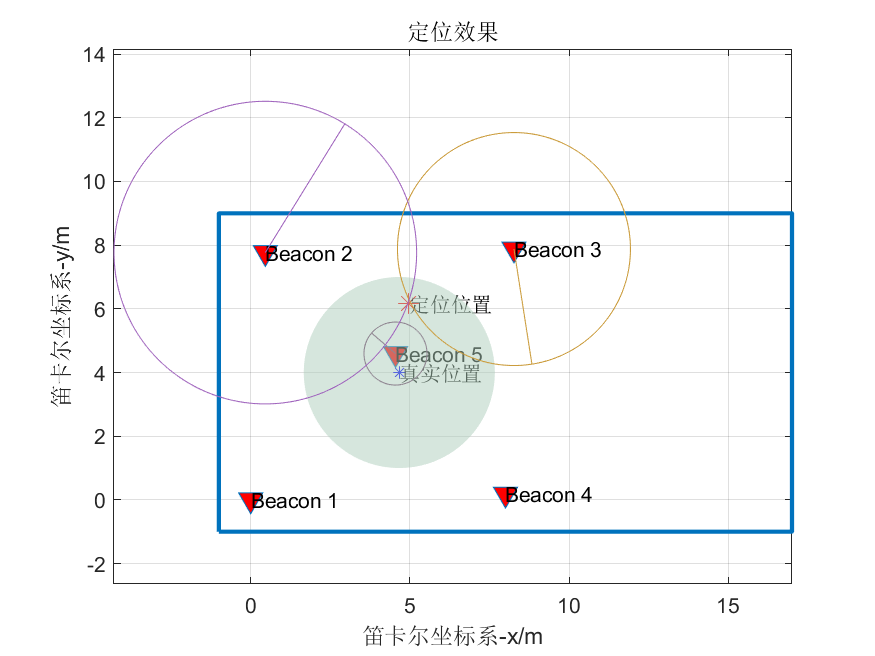 定位效果
14
12
10
8
6
4
2
0
-2
笛卡尔坐标系-y/m
Beacon 2
Beacon 3
定位位置
Beacon 5
真实位置
Beacon 1
Beacon 4
0
5
10
15
笛卡尔坐标系-x/m